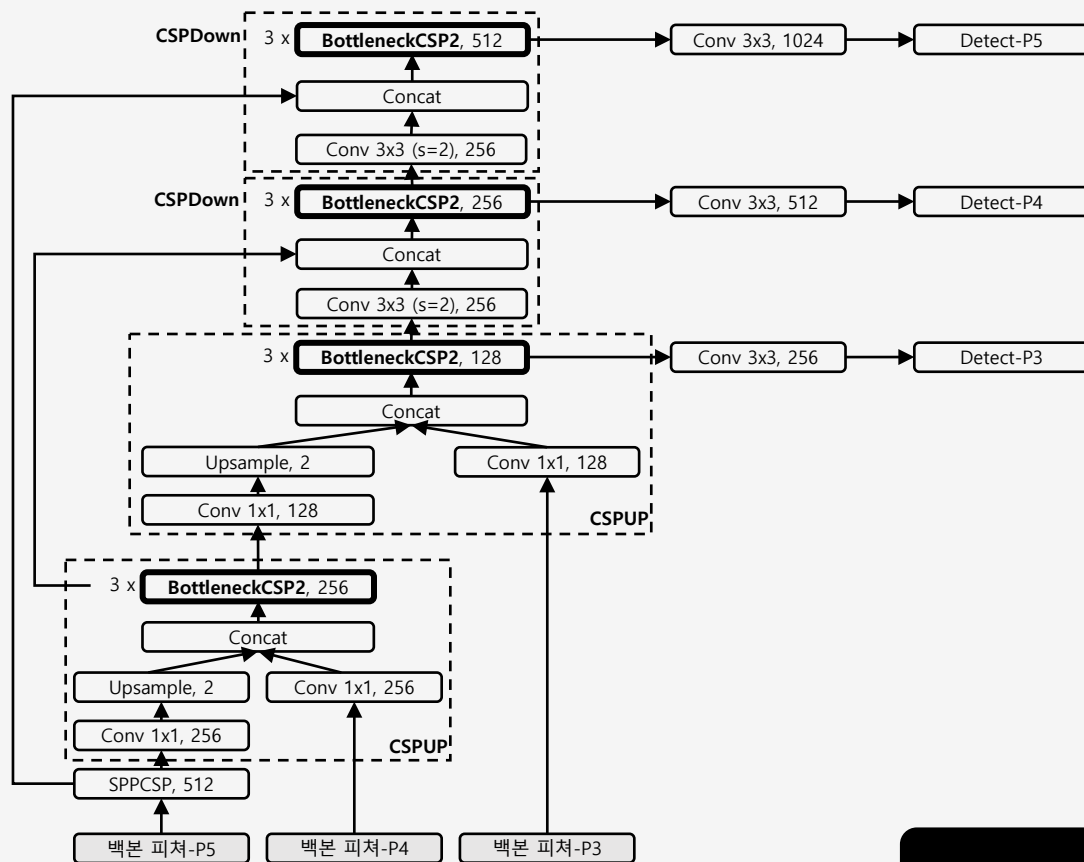 CSPDown 3 x BottleneckCSP2, 512 Conv 3x3, 1024 Detect-P5
Concat
Conv 3x3 (s=2), 256
CSPDown 3 x BottleneckCSP2, 256 Conv 3x3, 512 Detect-P4
Concat
Conv 3x3 (s=2), 256
3 x BottleneckCSP2, 128 Conv 3x3, 256 Detect-P3
Concat
Upsample, 2 Conv 1x1, 128
Conv 1x1, 128
CSPUP
3 x BottleneckCSP2, 256
Concat
Upsample, 2 Conv 1x1, 256
Conv 1x1, 256
CSPUP
SPPCSP, 512
백본 피쳐-P5 백본 피쳐-P4 백본 피쳐-P3